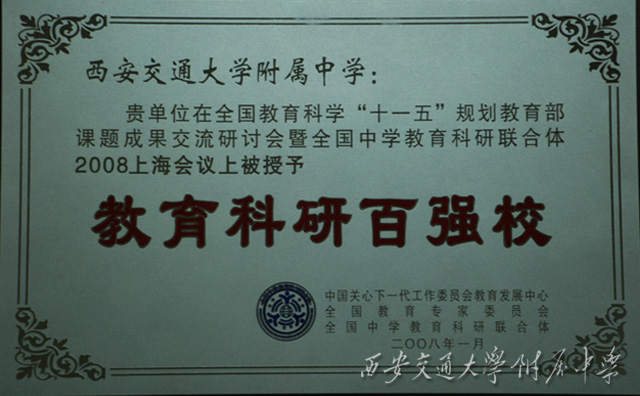 西安交通大学附属中学：
贵单位在全国教育科学“十一五”规划教育部
课题成果交流研讨会暨全国中学教育科研联合体
2008上海会议上被授予
教育科研百强校
中国关心下一代工作委员会教育发展中心
全国教育专家委员会
全国中学教育科研联合体
二〇〇八年一月
西安交通大學附属中学